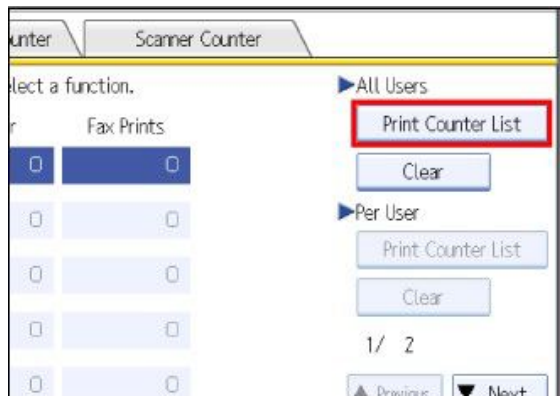 unter Scanner Counter
lect a function. ▶All Users
r Fax Prints Print Counter List
0 0 Clear
▶Per User
0 0 Print Counter List
0 0 Clear
0 0 1/ 2
0 0 ▲ Previous ▼ Next